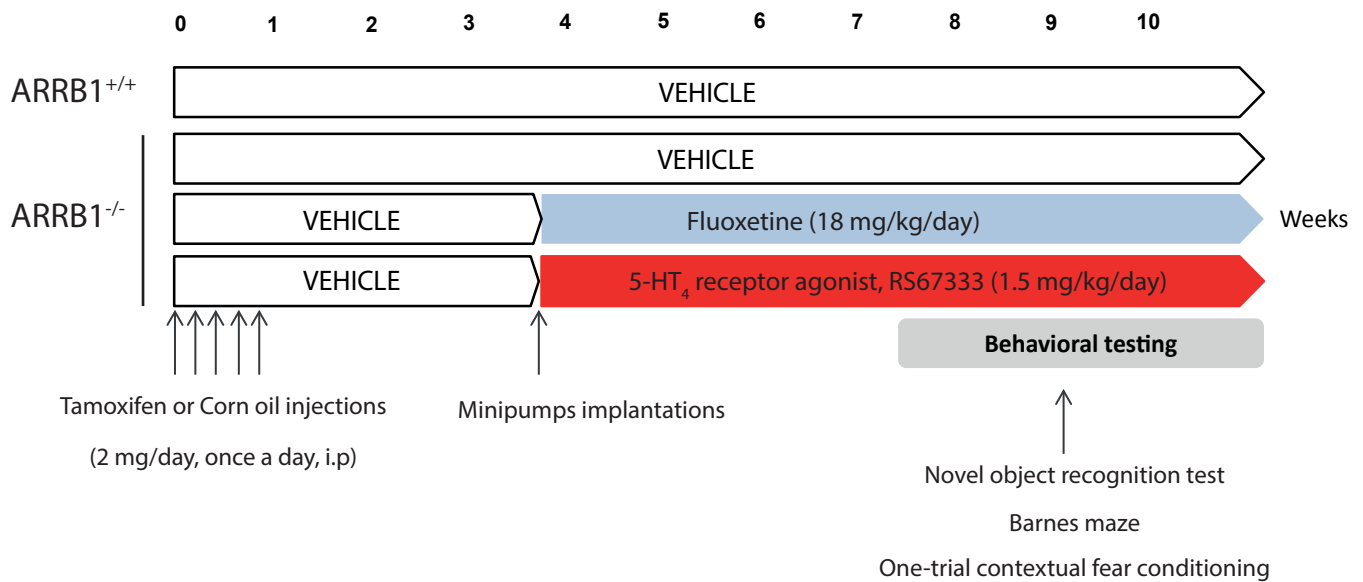 0 1 2 3 4 5 6 7 8 9 10
ARRB1+/+
VEHICLE
VEHICLE
ARRB1-/-
VEHICLE
Fluoxetine (18 mg/kg/day)
Weeks
VEHICLE
5-HT4 receptor agonist, RS67333 (1.5 mg/kg/day)
Behavioral testing
Tamoxifen or Corn oil injections
(2 mg/day, once a day, i.p)
Minipumps implantations
Novel object recognition test
Barnes maze
One-trial contextual fear conditioning